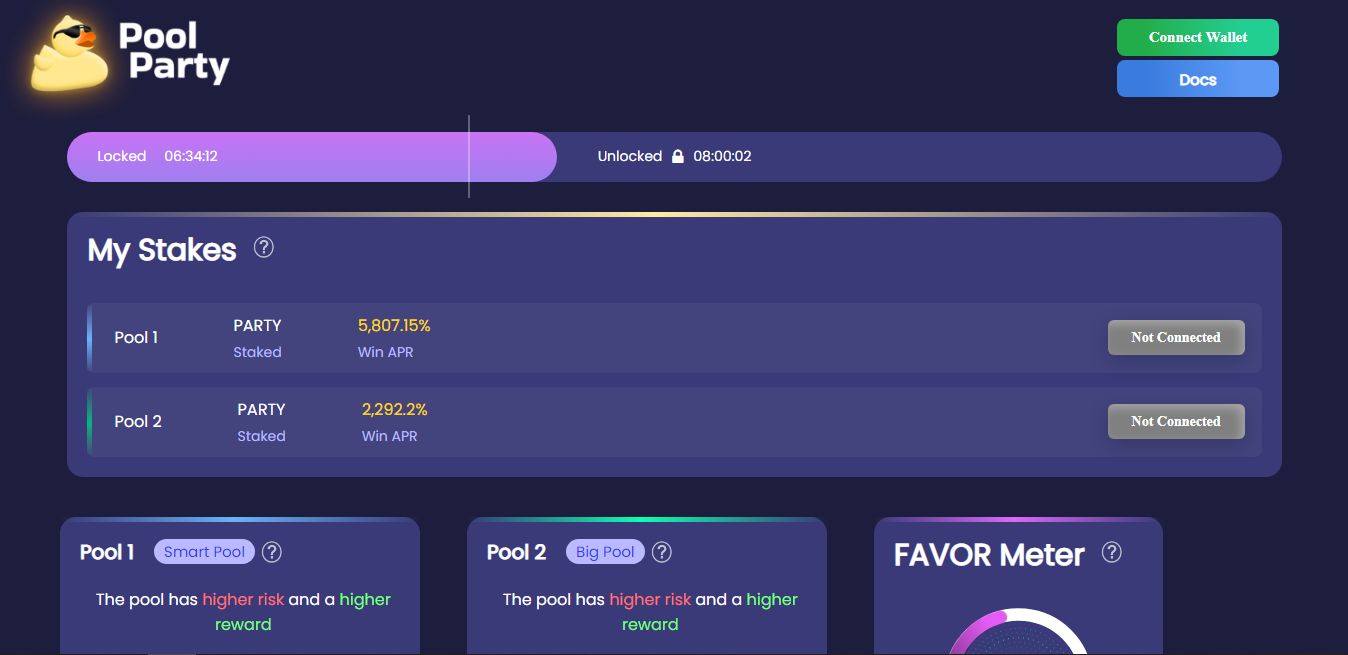 Pool
Party
Connect Wallet
Docs
Locked 06:34:12
Unlocked 08:00:02
My Stakes ?
Pool 1
PARTY
Staked
5,807.15%
Win APR
Not Connected
Pool 2
PARTY
Staked
2,292.2%
Win APR
Not Connected
Pool 1 Smart Pool ?
The pool has higher risk and a higher
reward
Pool 2 Big Pool ?
The pool has higher risk and a higher
reward
FAVOR Meter ?